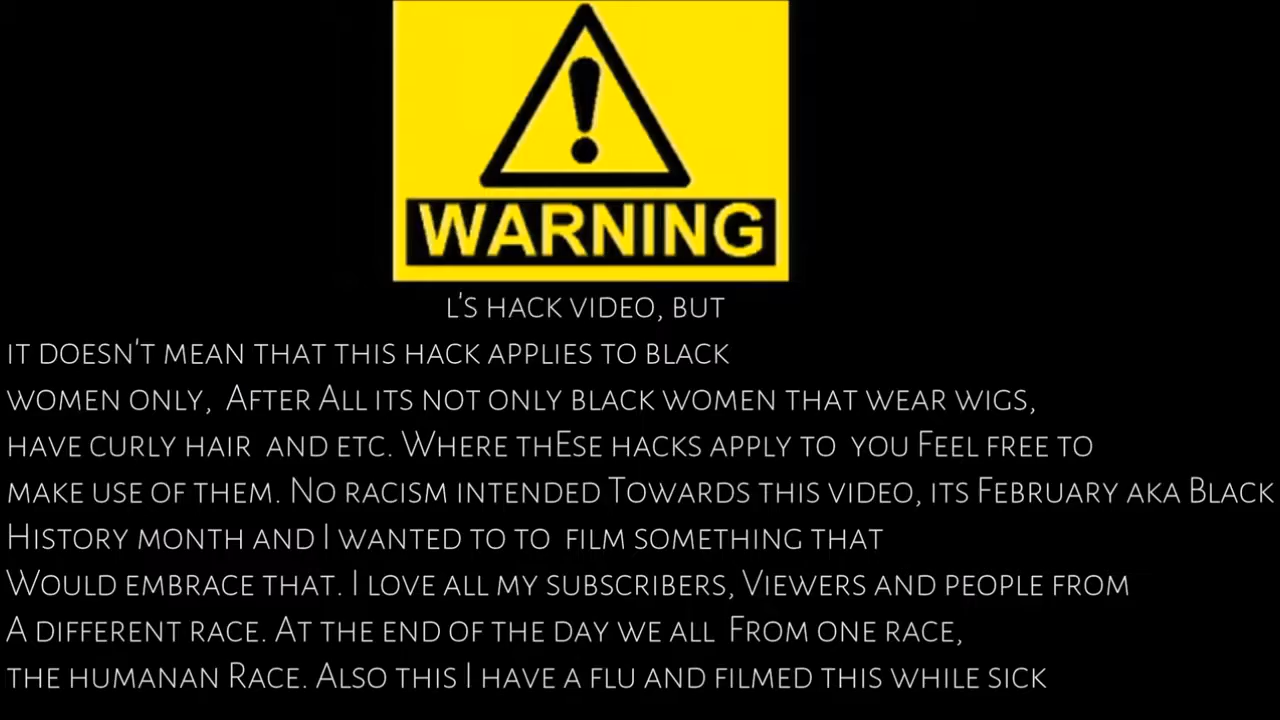 WARNING
L'S HACK VIDEO, BUT
IT DOESN'T MEAN THAT THIS HACK APPLIES TO BLACK
WOMEN ONLY, AFTER ALL ITS NOT ONLY BLACK WOMEN THAT WEAR WIGS,
HAVE CURLY HAIR AND ETC. WHERE THESE HACKS APPLY TO YOU FEEL FREE TO
MAKE USE OF THEM. NO RACISM INTENDED TOWARDS THIS VIDEO, ITS FEBRUARY AKA BLACK
HISTORY MONTH AND I WANTED TO TO FILM SOMETHING THAT
WOULD EMBRACE THAT. I LOVE ALL MY SUBSCRIBERS, VIEWERS AND PEOPLE FROM
A DIFFERENT RACE. AT THE END OF THE DAY WE ALL FROM ONE RACE,
THE HUMANAN RACE. ALSO THIS I HAVE A FLU AND FILMED THIS WHILE SICK